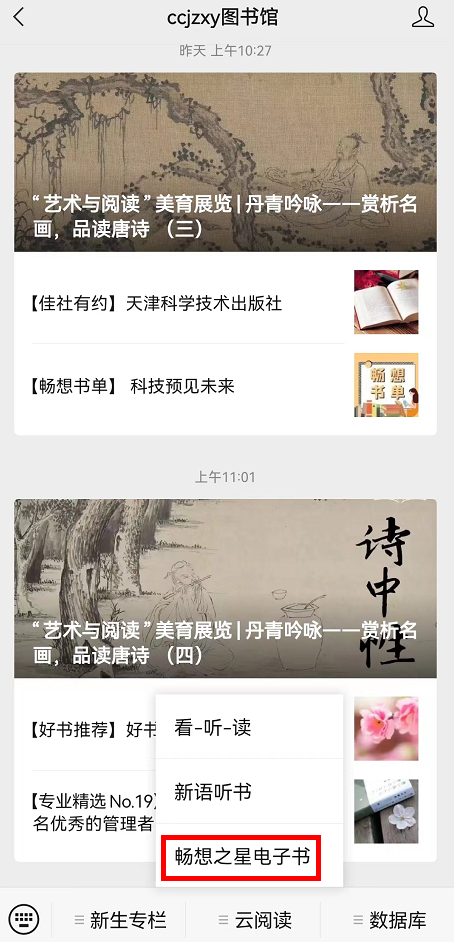 ccjzxy图书馆
昨天 上午10:27
“艺术与阅读”美育展览|丹青吟咏——赏析名
画，品读唐诗 （三）
【佳社有约】天津科学技术出版社
【畅想书单】 科技预见未来
畅想
书单
上午11:01
诗中性
“艺术与阅读”美育展览|丹青吟咏——赏析名
画，品读唐诗 （四）
【好书推荐】好书
【专业精选 No.19】
名优秀的管理者
看-听-读
新语听书
畅想之星电子书
新生专栏
云阅读
数据库